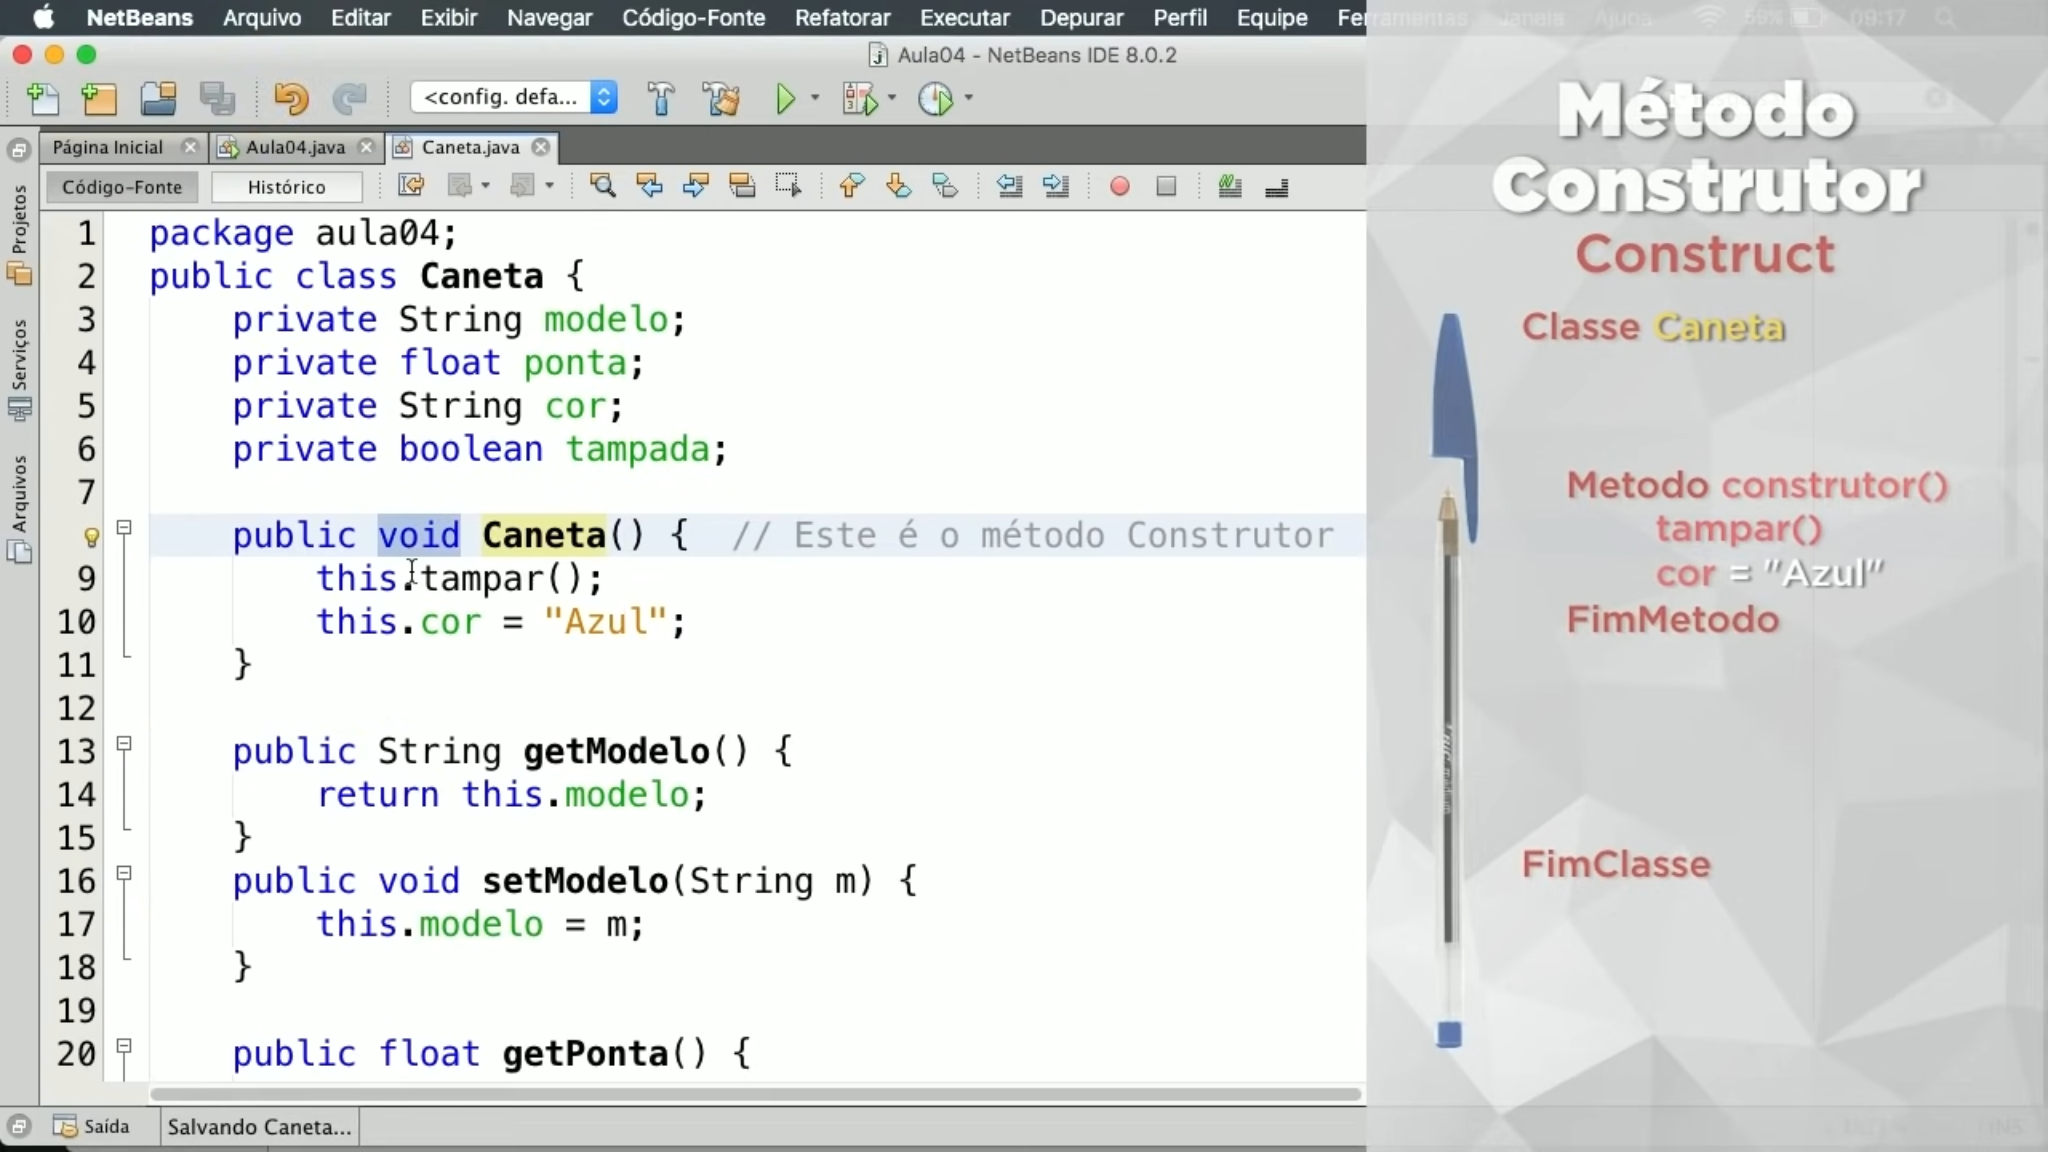 NetBeans Arquivo Editar Exibir Navegar Código-Fonte Refatorar Executar Depurar Perfil Equipe Ferramentas Janela Ajuda 09:17
Aula04 - NetBeans IDE 8.0.2
<config. defa...
Página Inicial Aula04.java Caneta.java
Código-Fonte Histórico
Projetos
Serviços
Arquivos
1 package aula04;
2 public class Caneta {
3 private String modelo;
4 private float ponta;
5 private String cor;
6 private boolean tampada;
7
public void Caneta() { // Este é o método Construtor
9 this.tampar();
10 this.cor = "Azul";
11 }
12
13 public String getModelo() {
14 return this.modelo;
15 }
16 public void setModelo(String m) {
17 this.modelo = m;
18 }
19
20 public float getPonta() {
Saída Salvando Caneta...
Método
Construtor
Construct
Classe Caneta
Metodo construtor()
tampar()
cor = "Azul"
FimMetodo
FimClasse